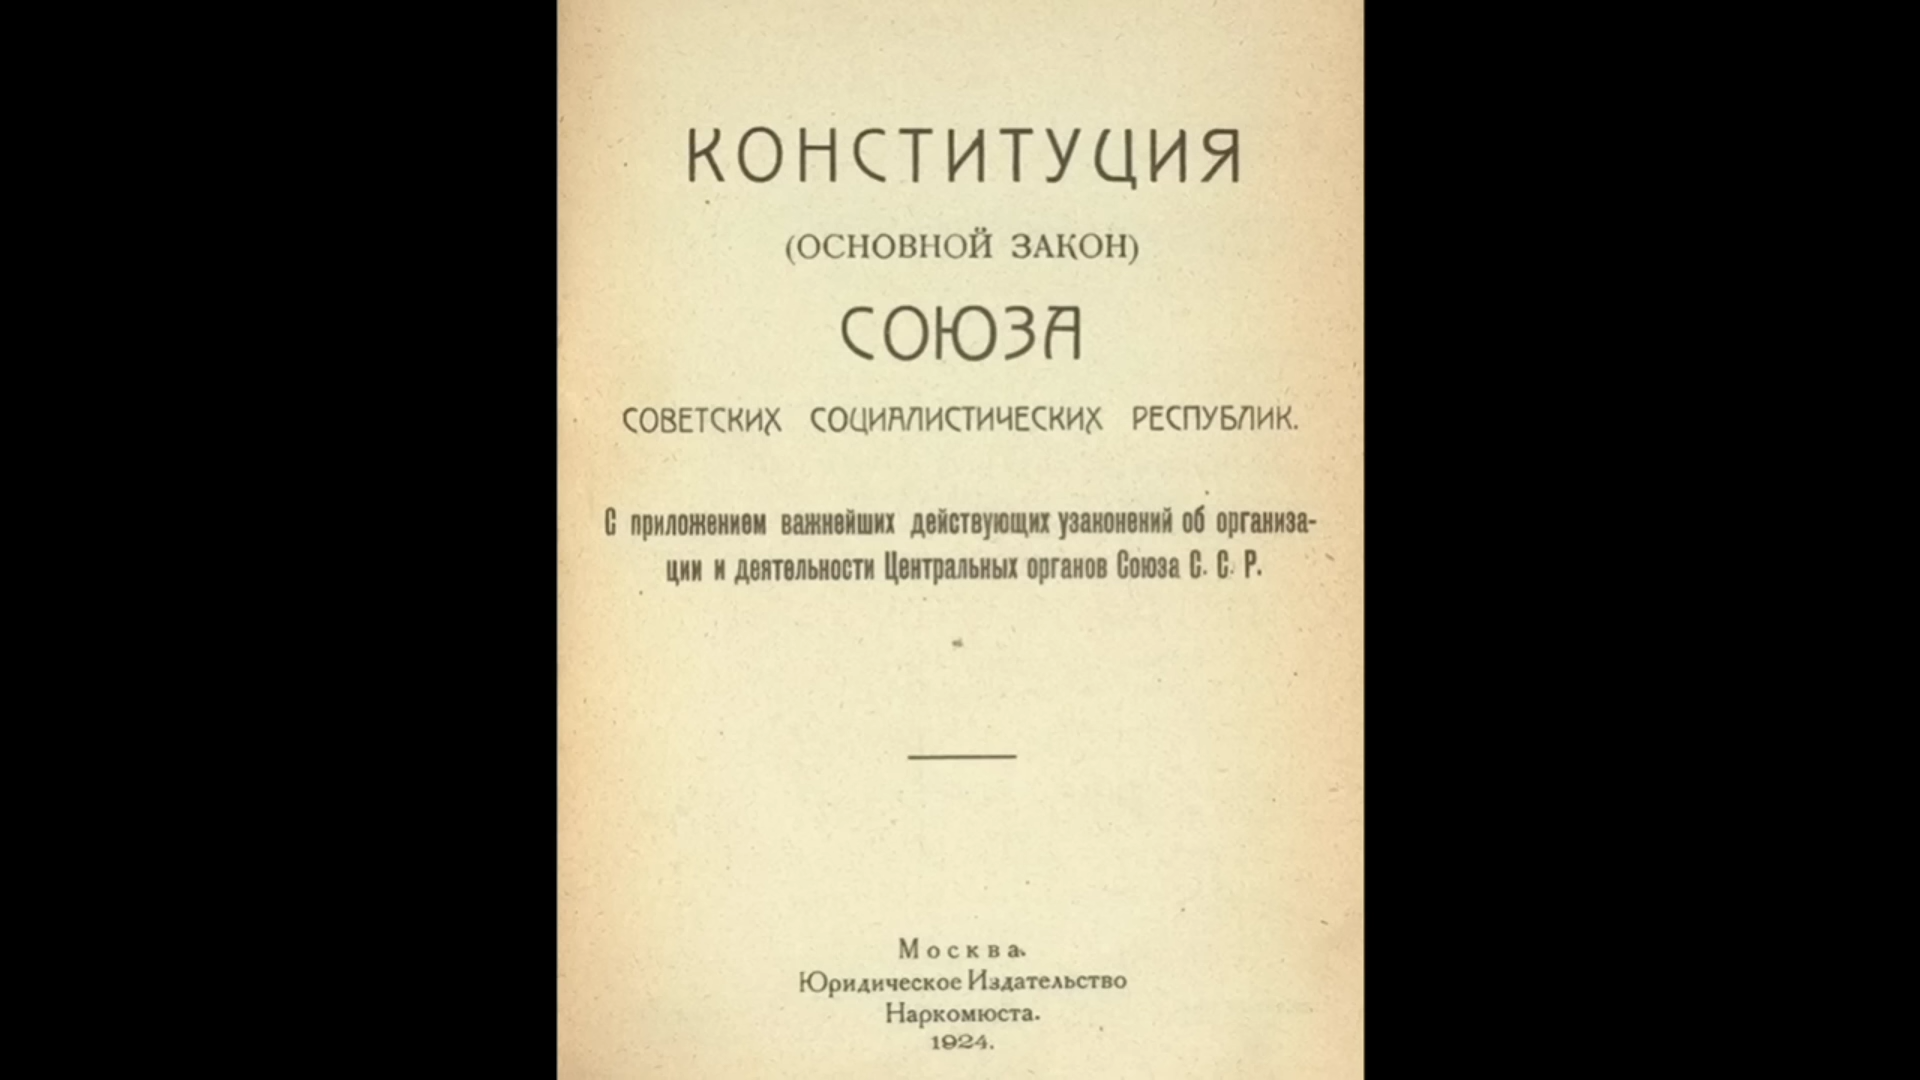 КОНСТИТУЦИЯ
(ОСНОВНОЙ ЗАКОН)
СОЮЗА
СОВЕТСКИХ СОЦИАЛИСТИЧЕСКИХ РЕСПУБЛИК.
С приложением важнейших действующих узаконений об организа-
ции и деятельности Центральных органов Союза С. С. Р.
Москва.
Юридическое Издательство
Наркомюста.
1924.